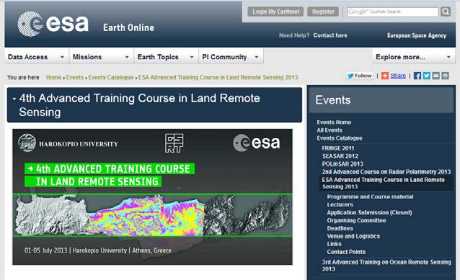 esa
Earth Online
Login My Earthnet
Register
Google Custom Search
Need Help? Contact here
European Space Agency
Data Access
Missions
Earth Topics
PI Community
Explore more...
You are here Home » Events » Events Catalogue » ESA Advanced Training Course in Land Remote Sensing 2013
Follow
Share
- 4th Advanced Training Course in Land Remote
Sensing
HAROKOPIO UNIVERSITY
esa
→ 4th ADVANCED TRAINING COURSE
IN LAND REMOTE SENSING
01-05 July 2013 | Harokopio University | Athens, Greece
Events
Events Home
All Events
Events Catalogue
FRINGE 2011
SEASAR 2012
POLinSAR 2013
2nd Advanced Course on Radar Polarimetry 2013
ESA Advanced Training Course in Land Remote
Sensing 2013
Programme and Course material
Lecturers
Application Submission (Closed)
Organising Committee
Deadlines
Venue and Logistics
Links
Contact Points
3rd Advanced Training on Ocean Remote Sensing
2013